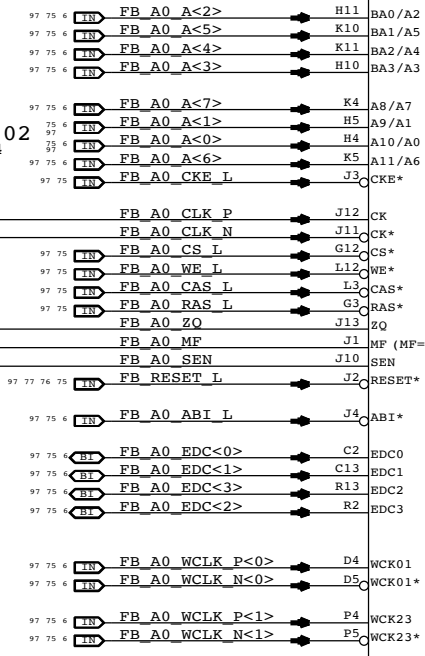 97 75 6 IN FB_A0_A<2> H11 BA0/A2
97 75 6 IN FB_A0_A<5> K10 BA1/A5
97 75 6 IN FB_A0_A<4> K11 BA2/A4
97 75 6 IN FB_A0_A<3> H10 BA3/A3
97 75 6 IN FB_A0_A<7> K4 A8/A7
02 75 6 97 IN FB_A0_A<1> H5 A9/A1
75 6 97 IN FB_A0_A<0> H4 A10/A0
97 75 6 IN FB_A0_A<6> K5 A11/A6
97 75 IN FB_A0_CKE_L J3 CKE*
FB_A0_CLK_P J12 CK
FB_A0_CLK_N J11 CK*
97 75 6 IN FB_A0_CS_L G12 CS*
97 75 6 IN FB_A0_WE_L L12 WE*
97 75 6 IN FB_A0_CAS_L L3 CAS*
97 75 6 IN FB_A0_RAS_L G3 RAS*
FB_A0_ZQ J13 ZQ
FB_A0_MF J1 MF (MF=
FB_A0_SEN J10 SEN
97 77 76 75 IN FB_RESET_L J2 RESET*
97 75 6 IN FB_A0_ABI_L J4 ABI*
97 75 6 BI FB_A0_EDC<0> C2 EDC0
97 75 6 BI FB_A0_EDC<1> C13 EDC1
97 75 6 BI FB_A0_EDC<3> R13 EDC2
97 75 6 BI FB_A0_EDC<2> R2 EDC3
97 75 6 IN FB_A0_WCLK_P<0> D4 WCK01
97 75 6 IN FB_A0_WCLK_N<0> D5 WCK01*
97 75 6 IN FB_A0_WCLK_P<1> P4 WCK23
97 75 6 IN FB_A0_WCLK_N<1> P5 WCK23*